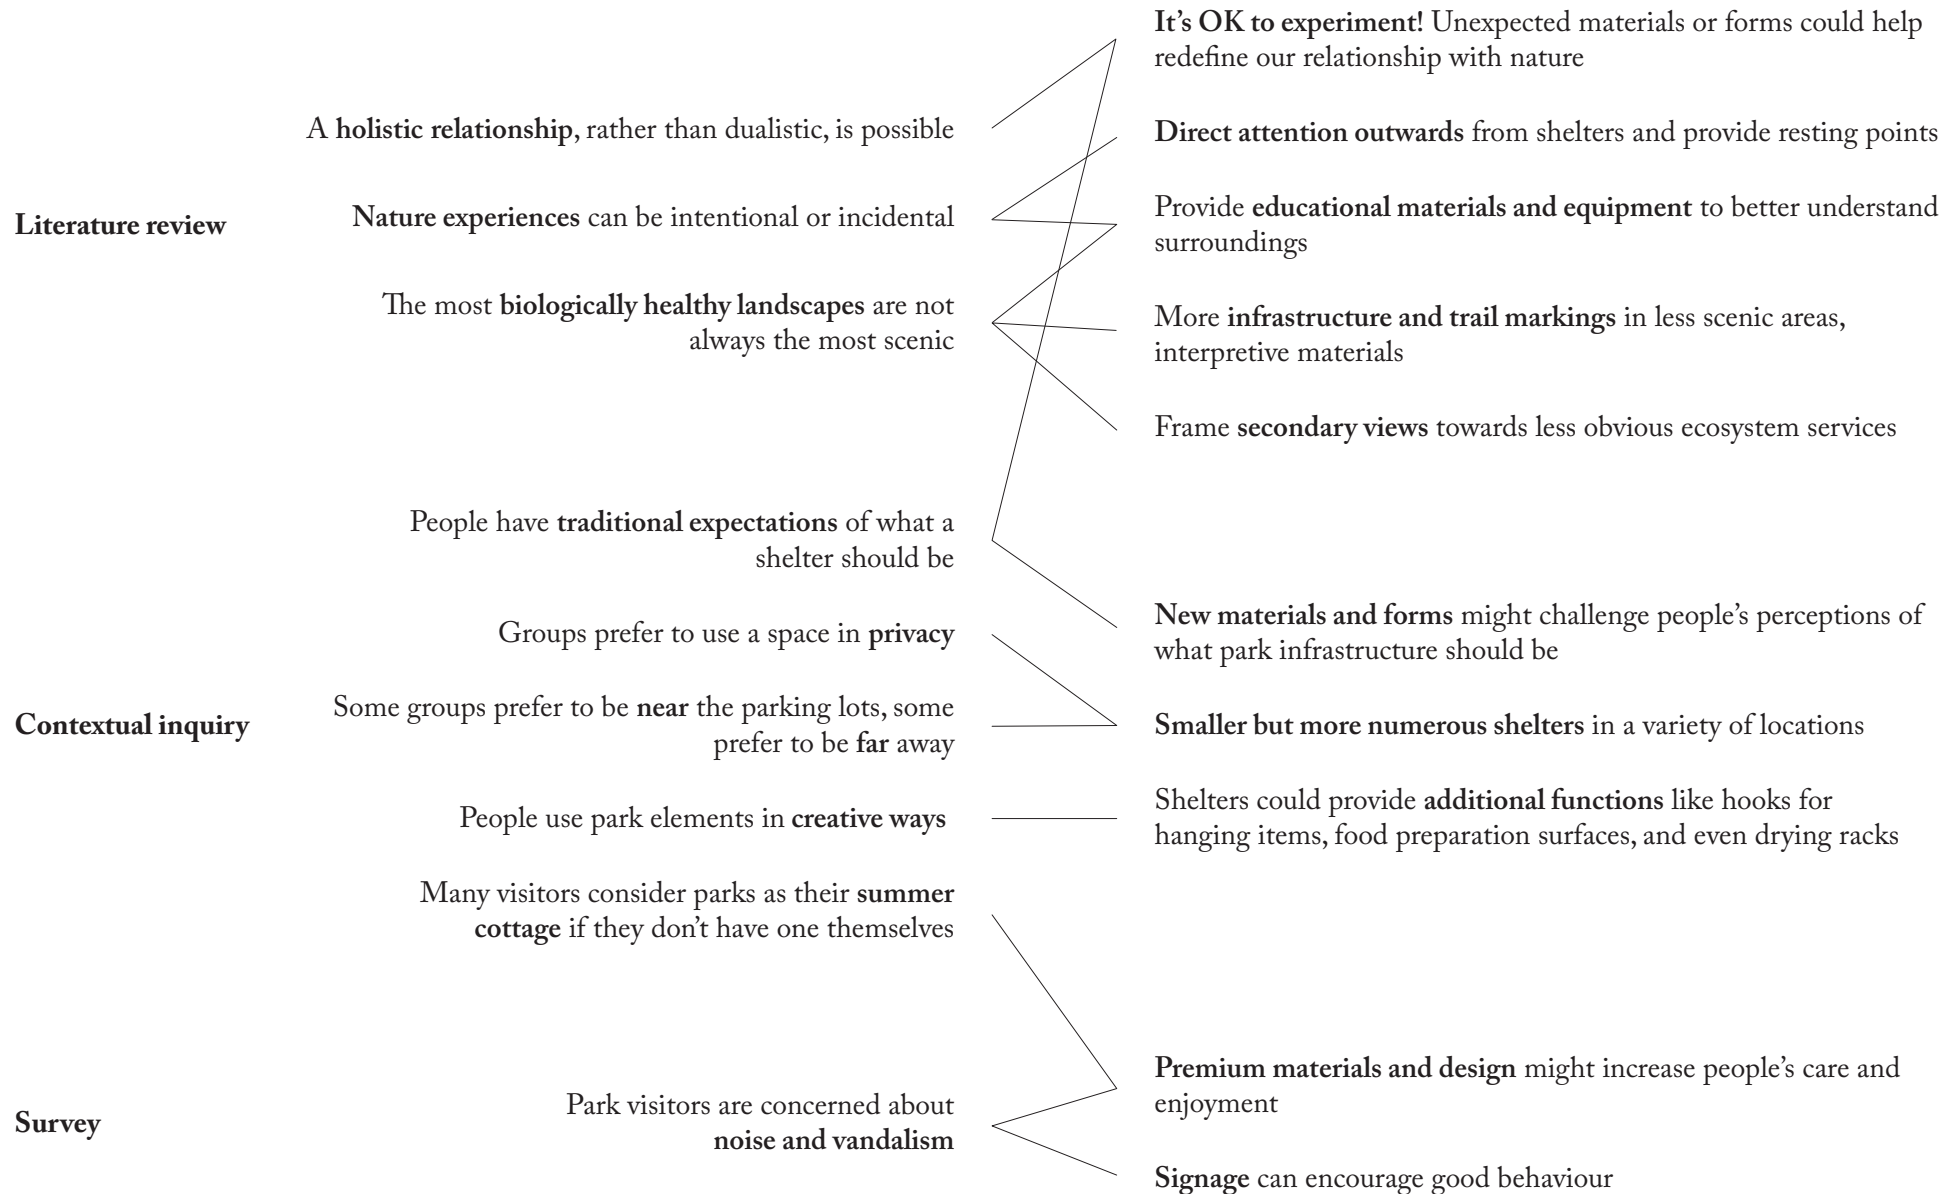 Literature review
A holistic relationship, rather than dualistic, is possible
Nature experiences can be intentional or incidental
The most biologically healthy landscapes are not
always the most scenic
Contextual inquiry
People have traditional expectations of what a
shelter should be
Groups prefer to use a space in privacy
Some groups prefer to be near the parking lots, some
prefer to be far away
People use park elements in creative ways
Many visitors consider parks as their summer
cottage if they don't have one themselves
Survey
Park visitors are concerned about
noise and vandalism
It's OK to experiment! Unexpected materials or forms could help
redefine our relationship with nature
Direct attention outwards from shelters and provide resting points
Provide educational materials and equipment to better understand
surroundings
More infrastructure and trail markings in less scenic areas,
interpretive materials
Frame secondary views towards less obvious ecosystem services
New materials and forms might challenge people's perceptions of
what park infrastructure should be
Smaller but more numerous shelters in a variety of locations
Shelters could provide additional functions like hooks for
hanging items, food preparation surfaces, and even drying racks
Premium materials and design might increase people's care and
enjoyment
Signage can encourage good behaviour